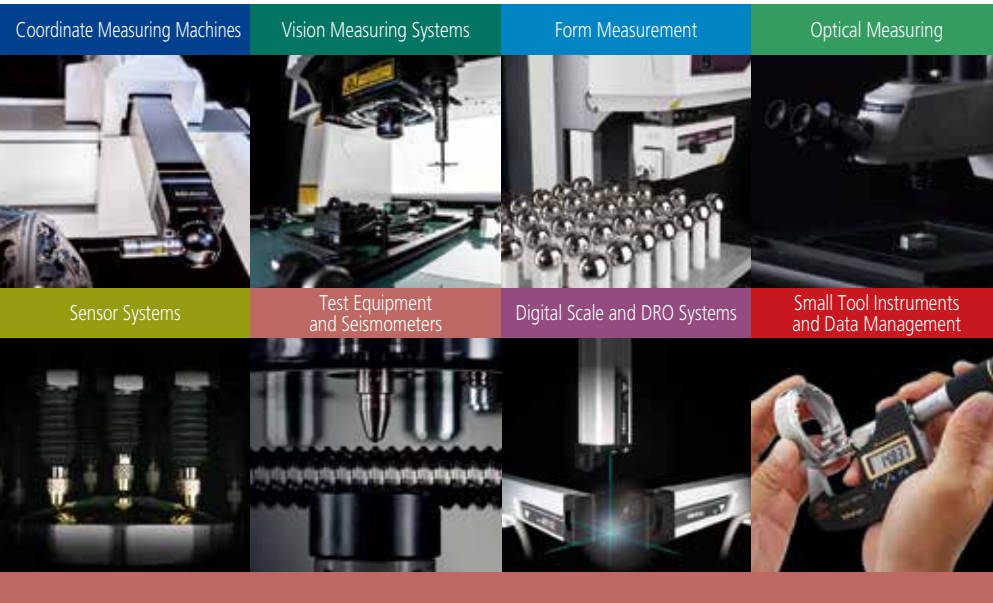 Coordinate Measuring Machines
Vision Measuring Systems
Form Measurement
Optical Measuring
Sensor Systems
Test Equipment
and Seismometers
Digital Scale and DRO Systems
Small Tool Instruments
and Data Management